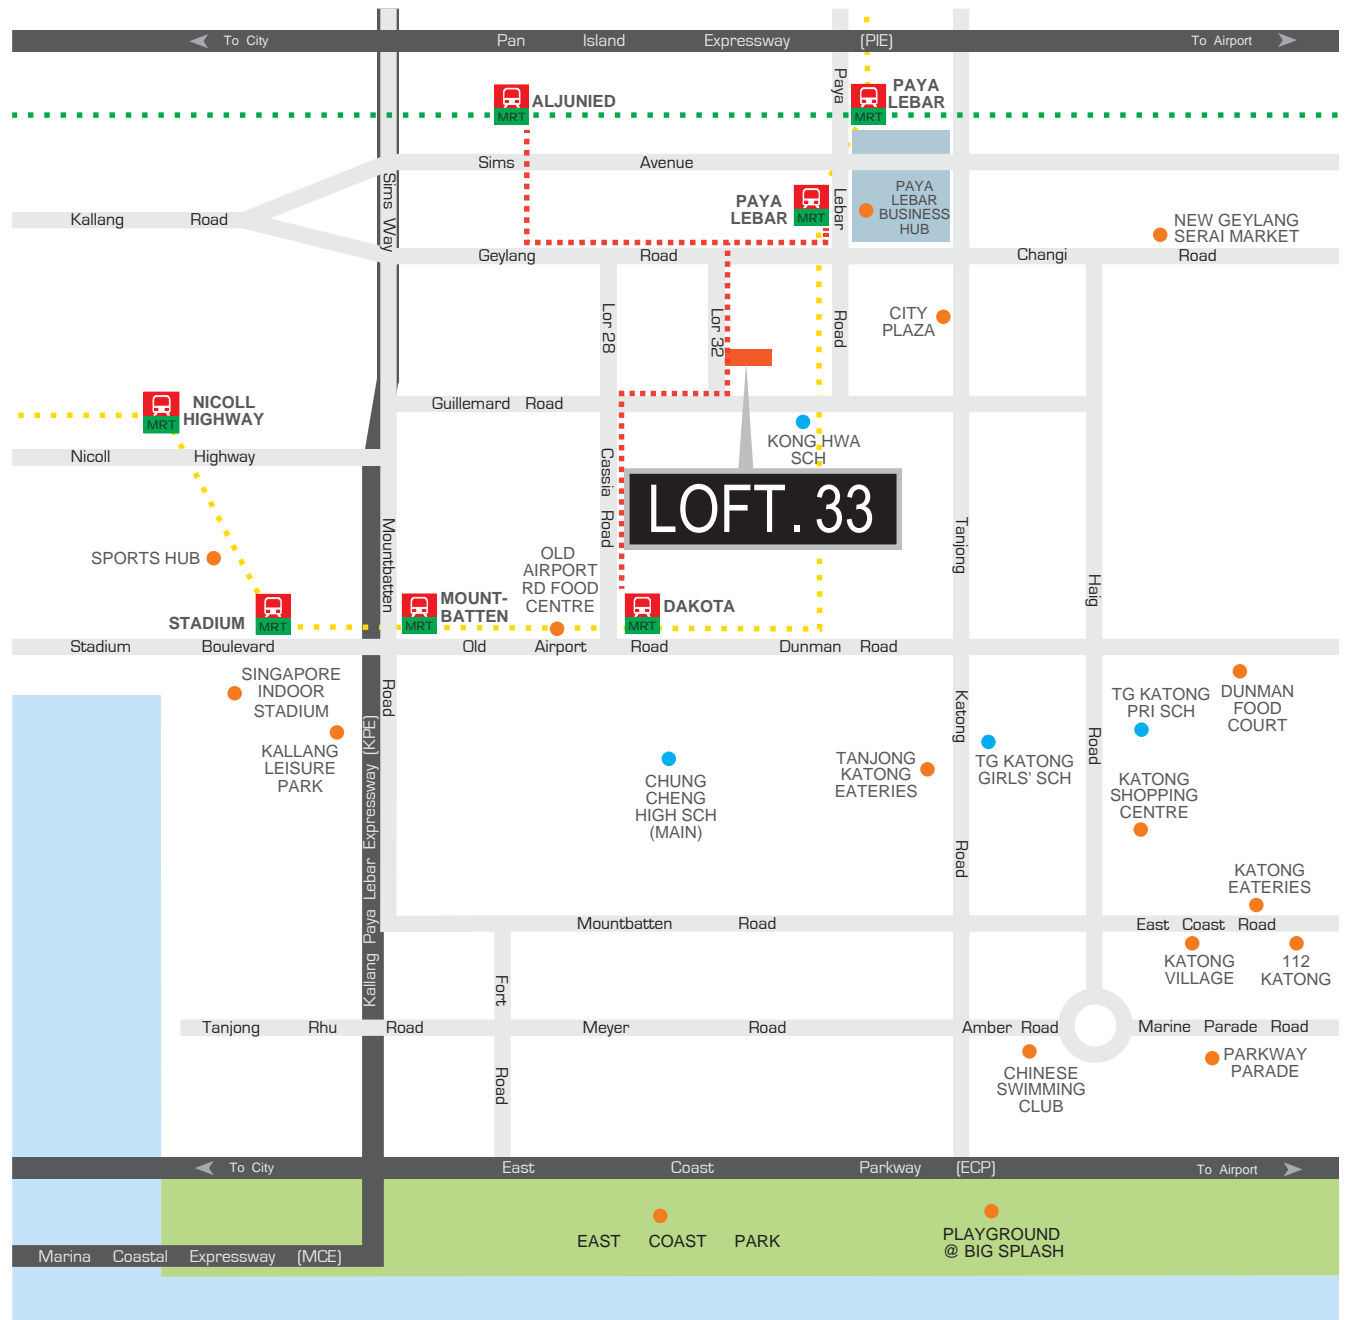 To City
Pan Island Expressway (PIE)
To Airport
Paya
Lebar
Road
ALJUNIED
MRT
PAYA
LEBAR
MRT
Sims Avenue
Sims Way
Kallang Road
PAYA
LEBAR
MRT
PAYA
LEBAR
BUSINESS
HUB
NEW GEYLANG
SERAI MARKET
Geylang Road
Changi Road
Lor 28
Lor 32
CITY
PLAZA
NICOLL
HIGHWAY
MRT
Guillemard Road
KONG HWA
SCH
Nicoll Highway
Cassia Road
LOFT.33
Mountbatten
Road
Tanjong
Katong
Road
Haig
Road
SPORTS HUB
OLD
AIRPORT
RD FOOD
CENTRE
STADIUM
MRT
MOUNT-
BATTEN
MRT
DAKOTA
MRT
Stadium Boulevard
Old Airport Road
Dunman Road
SINGAPORE
INDOOR
STADIUM
KALLANG
LEISURE
PARK
Kallang Paya Lebar Expressway (KPE)
CHUNG
CHENG
HIGH SCH
(MAIN)
TANJONG
KATONG
EATERIES
TG KATONG
GIRLS' SCH
TG KATONG
PRI SCH
DUNMAN
FOOD
COURT
KATONG
SHOPPING
CENTRE
KATONG
EATERIES
Mountbatten Road
East Coast Road
KATONG
VILLAGE
112
KATONG
Fort
Road
Tanjong Rhu Road
Meyer Road
Amber Road
Marine Parade Road
CHINESE
SWIMMING
CLUB
PARKWAY
PARADE
To City
East Coast Parkway (ECP)
To Airport
EAST COAST PARK
PLAYGROUND
@ BIG SPLASH
Marina Coastal Expressway (MCE)